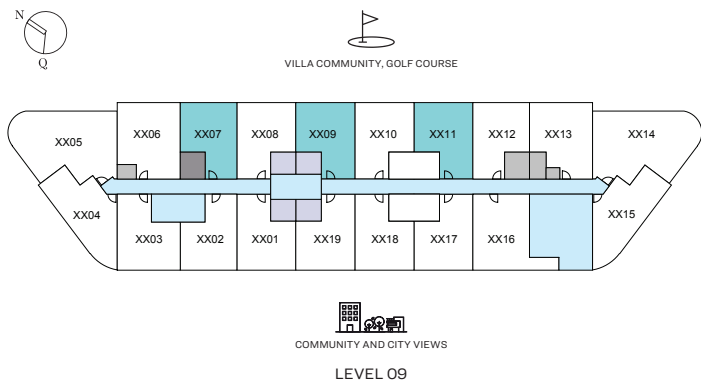 N
Q
VILLA COMMUNITY, GOLF COURSE
XX05
XX06
XX07
XX08
XX09
XX10
XX11
XX12
XX13
XX14
XX04
XX03
XX02
XX01
XX19
XX18
XX17
XX16
XX15
COMMUNITY AND CITY VIEWS
LEVEL 09